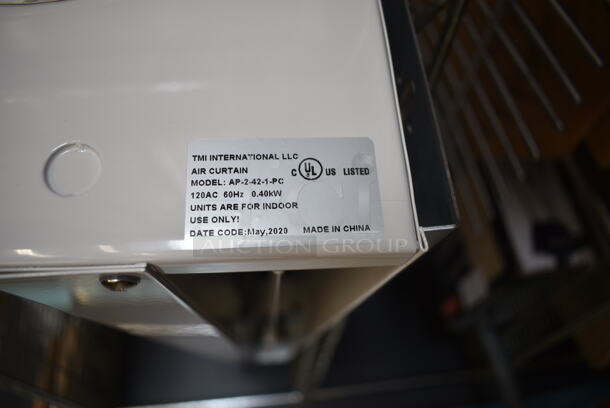 TMI INTERNATIONAL LLC
AIR CURTAIN
C UL US LISTED
MODEL: AP-2-42-1-PC
120AC 60Hz 0.40kW
UNITS ARE FOR INDOOR
USE ONLY!
DATE CODE:May,2020 MADE IN CHINA
AUCTION GROUP